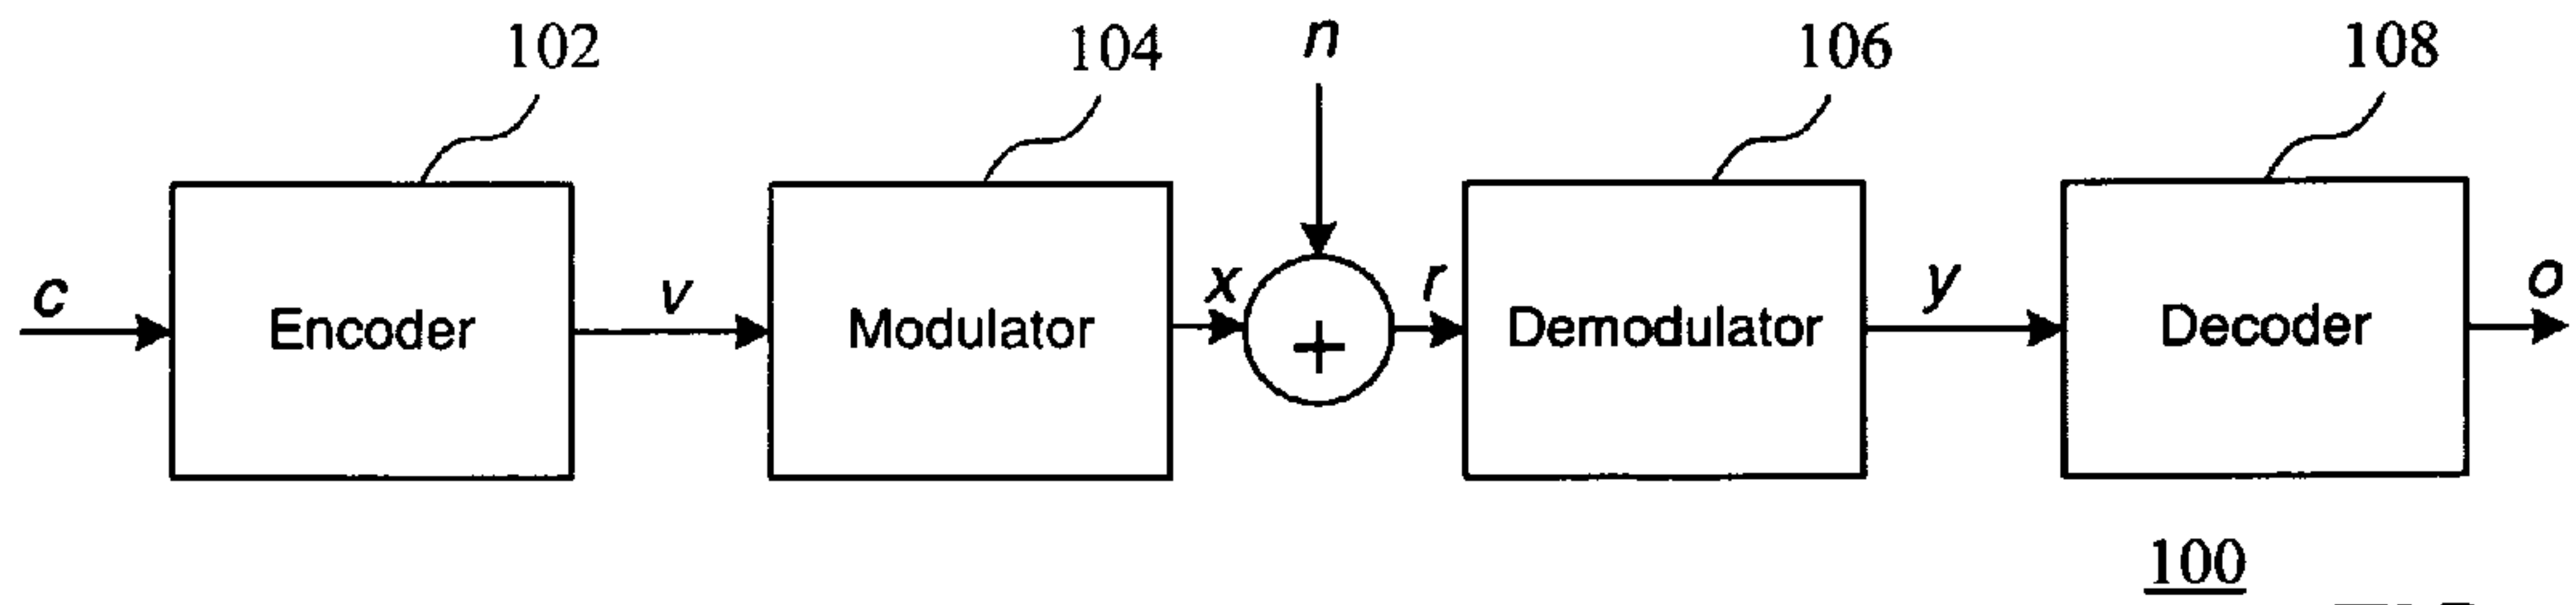 102 104 n 106 108
c Encoder v Modulator x + r Demodulator y Decoder o
100